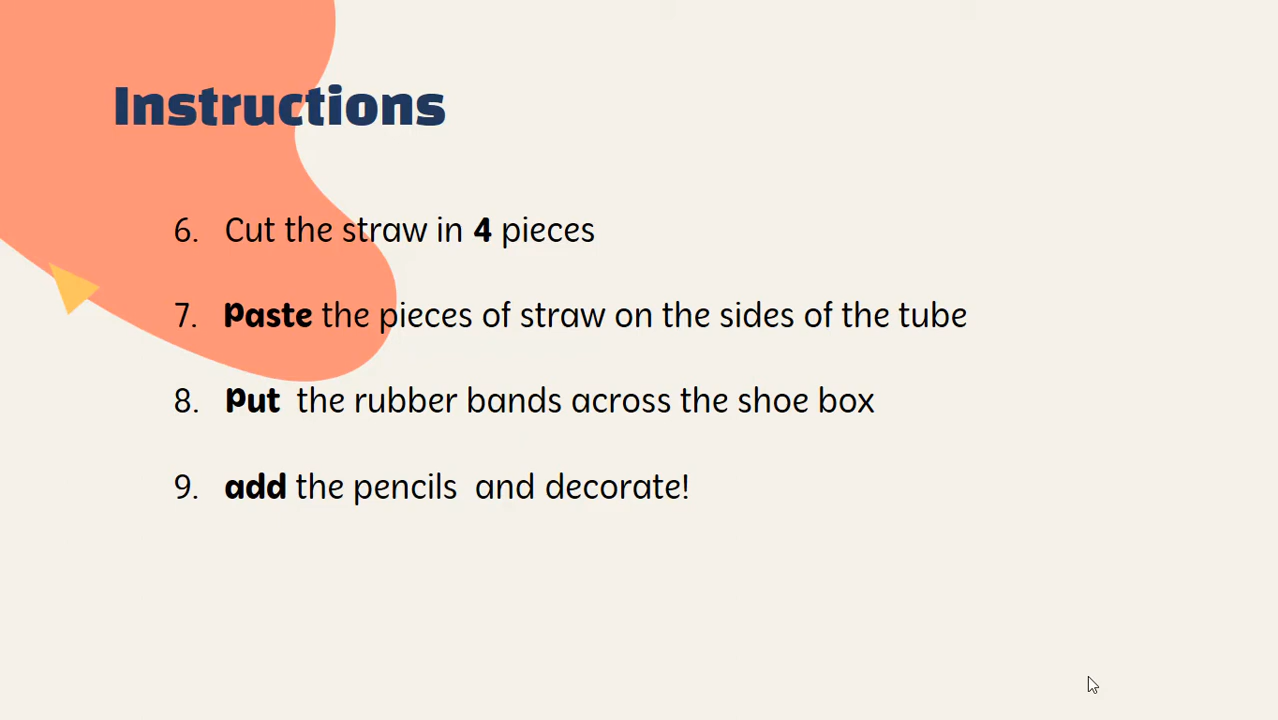 Instructions
6. Cut the straw in 4 pieces
7. Paste the pieces of straw on the sides of the tube
8. Put the rubber bands across the shoe box
9. add the pencils and decorate!